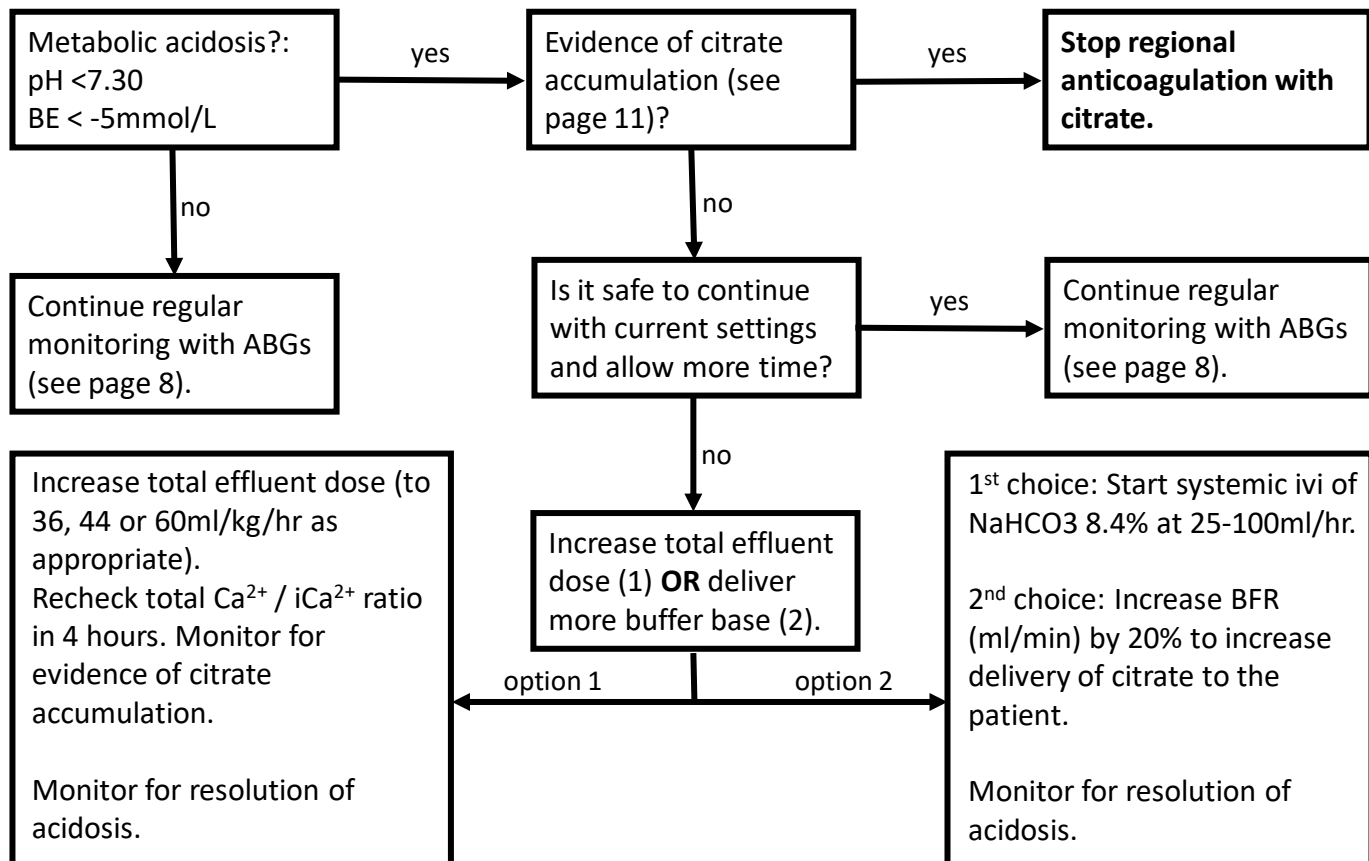 Metabolic acidosis?:
pH <7.30
BE < -5mmol/L
yes
Evidence of citrate
accumulation (see
page 11)?
yes
Stop regional
anticoagulation with
citrate.
no
no
Continue regular
monitoring with ABGs
(see page 8).
Is it safe to continue
with current settings
and allow more time?
yes
Continue regular
monitoring with ABGs
(see page 8).
no
Increase total effluent
dose (1) OR deliver
more buffer base (2).
option 1
option 2
Increase total effluent dose (to
36, 44 or 60ml/kg/hr as
appropriate).
Recheck total Ca²⁺ / iCa²⁺ ratio
in 4 hours. Monitor for
evidence of citrate
accumulation.
Monitor for resolution of
acidosis.
1ˢᵗ choice: Start systemic ivi of
NaHCO3 8.4% at 25-100ml/hr.
2ⁿᵈ choice: Increase BFR
(ml/min) by 20% to increase
delivery of citrate to the
patient.
Monitor for resolution of
acidosis.